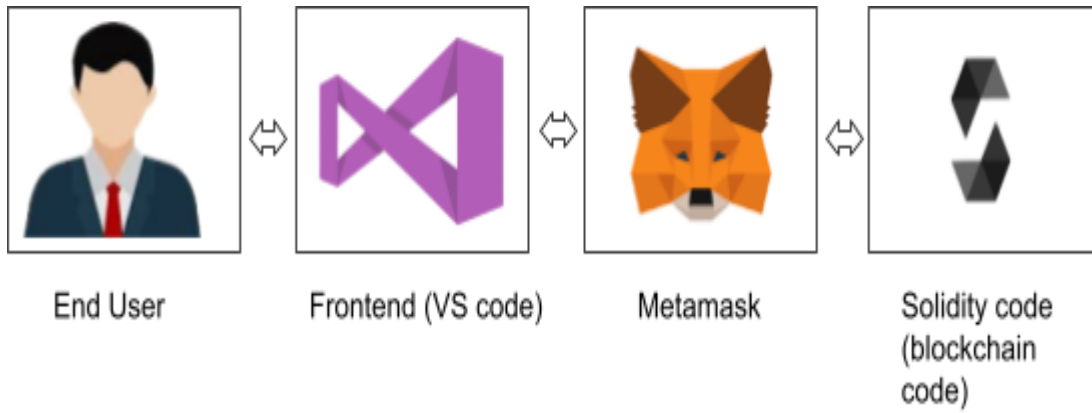 End User
Frontend (VS code)
Metamask
Solidity code
(blockchain
code)